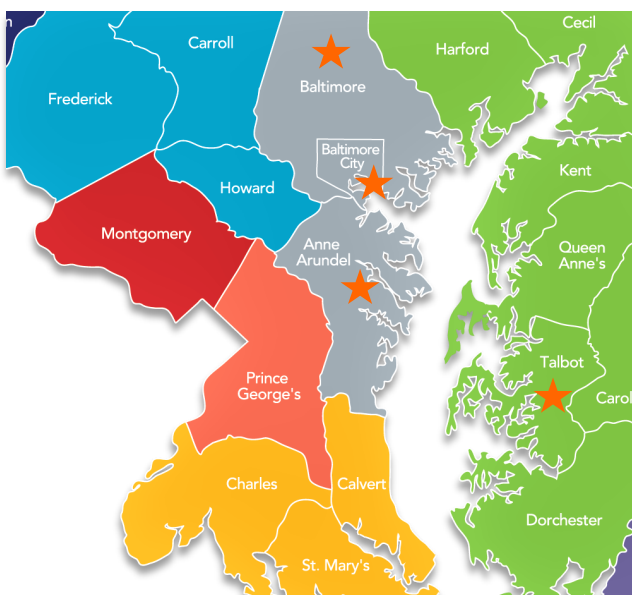 n
Cecil
Carroll
Harford
Baltimore
Frederick
Baltimore
City
Kent
Howard
Montgomery
Anne
Arundel
Queen
Anne's
Talbot
Prince
George's
Carol
Charles
Calvert
Dorchester
St. Mary's